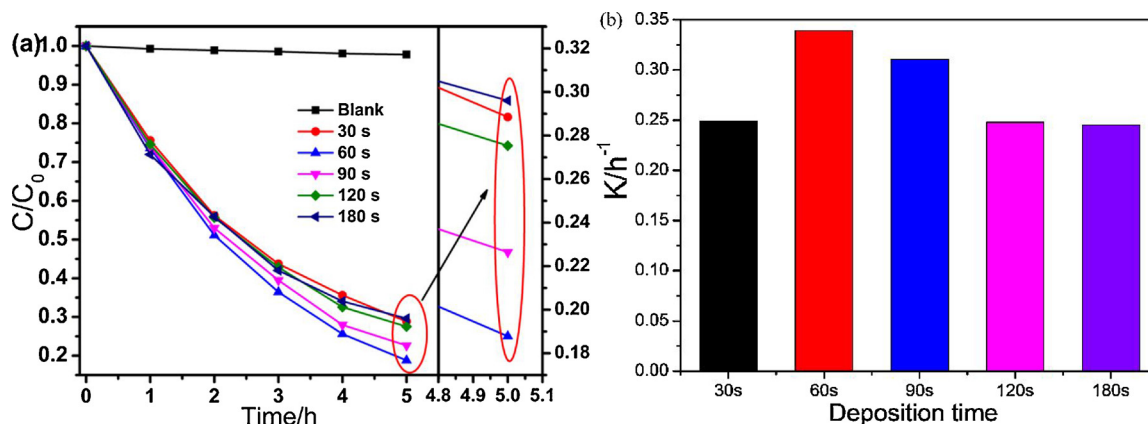 (a)
1.0
0.9
0.8
0.7
0.6
0.5
0.4
0.3
0.2
C/C0
Blank
30 s
60 s
90 s
120 s
180 s
0 1 2 3 4 5
Time/h
0.32
0.30
0.28
0.26
0.24
0.22
0.20
0.18
4.8 4.9 5.0 5.1
(b)
0.35
0.30
0.25
0.20
0.15
0.10
0.05
0.00
K/h-1
30s 60s 90s 120s 180s
Deposition time